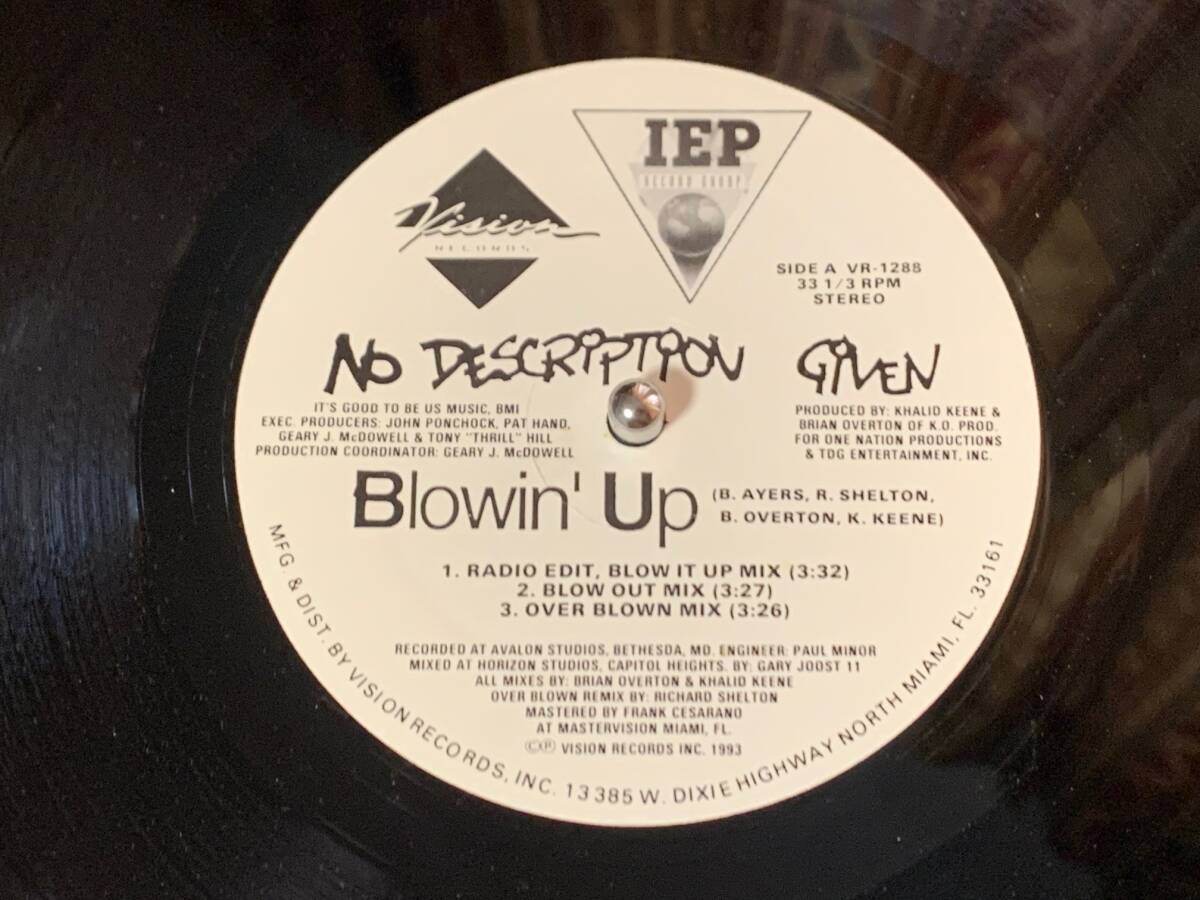 Vision
RECORDS
IEP
RECORD GROUP
SIDE A VR-1288
33 1/3 RPM
STEREO
NO DESCRIPTION GIVEN
IT'S GOOD TO BE US MUSIC, BMI
EXEC. PRODUCERS: JOHN PONCHOCK, PAT HAND,
GEARY J. McDOWELL & TONY "THRILL" HILL
PRODUCTION COORDINATOR: GEARY J. McDOWELL
PRODUCED BY: KHALID KEENE &
BRIAN OVERTON OF K.O. PROD.
FOR ONE NATION PRODUCTIONS
& TDG ENTERTAINMENT, INC.
Blowin' Up (B. AYERS, R. SHELTON,
B. OVERTON, K. KEENE)
1. RADIO EDIT, BLOW IT UP MIX (3:32)
2. BLOW OUT MIX (3:27)
3. OVER BLOWN MIX (3:26)
RECORDED AT AVALON STUDIOS, BETHESDA, MD. ENGINEER: PAUL MINOR
MIXED AT HORIZON STUDIOS, CAPITOL HEIGHTS. BY: GARY JOOST 11
ALL MIXES BY: BRIAN OVERTON & KHALID KEENE
OVER BLOWN REMIX BY: RICHARD SHELTON
MASTERED BY FRANK CESARANO
AT MASTERVISION MIAMI, FL.
©℗ VISION RECORDS INC. 1993
MFG. & DIST. BY VISION RECORDS, INC. 13385 W. DIXIE HIGHWAY NORTH MIAMI, FL. 33161